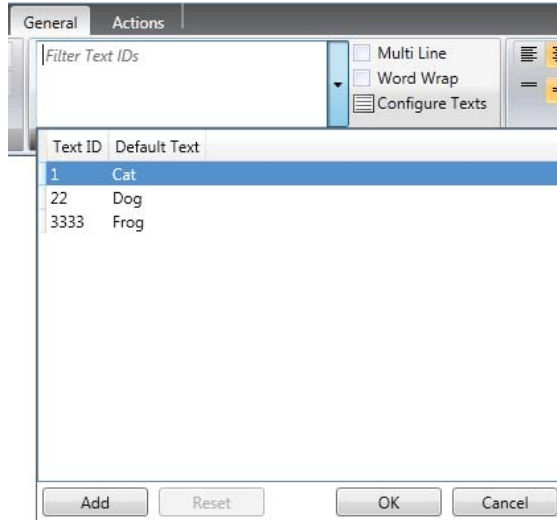 General Actions
Filter Text IDs
Multi Line
Word Wrap
Configure Texts
Text ID Default Text
1 Cat
22 Dog
3333 Frog
Add Reset OK Cancel